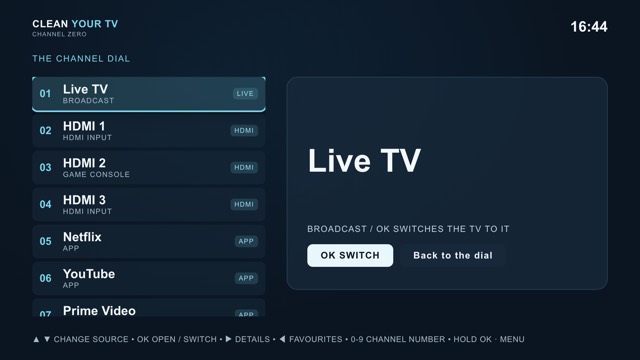 CLEAN YOUR TV
CHANNEL ZERO
16:44
THE CHANNEL DIAL
01 Live TV LIVE
BROADCAST
02 HDMI 1 HDMI
HDMI INPUT
03 HDMI 2 HDMI
GAME CONSOLE
04 HDMI 3 HDMI
HDMI INPUT
05 Netflix APP
APP
06 YouTube APP
APP
07 Prime Video APP
Live TV
BROADCAST / OK SWITCHES THE TV TO IT
OK SWITCH Back to the dial
▲ ▼ CHANGE SOURCE • OK OPEN / SWITCH • ▶ DETAILS • ◀ FAVOURITES • 0-9 CHANNEL NUMBER • HOLD OK · MENU